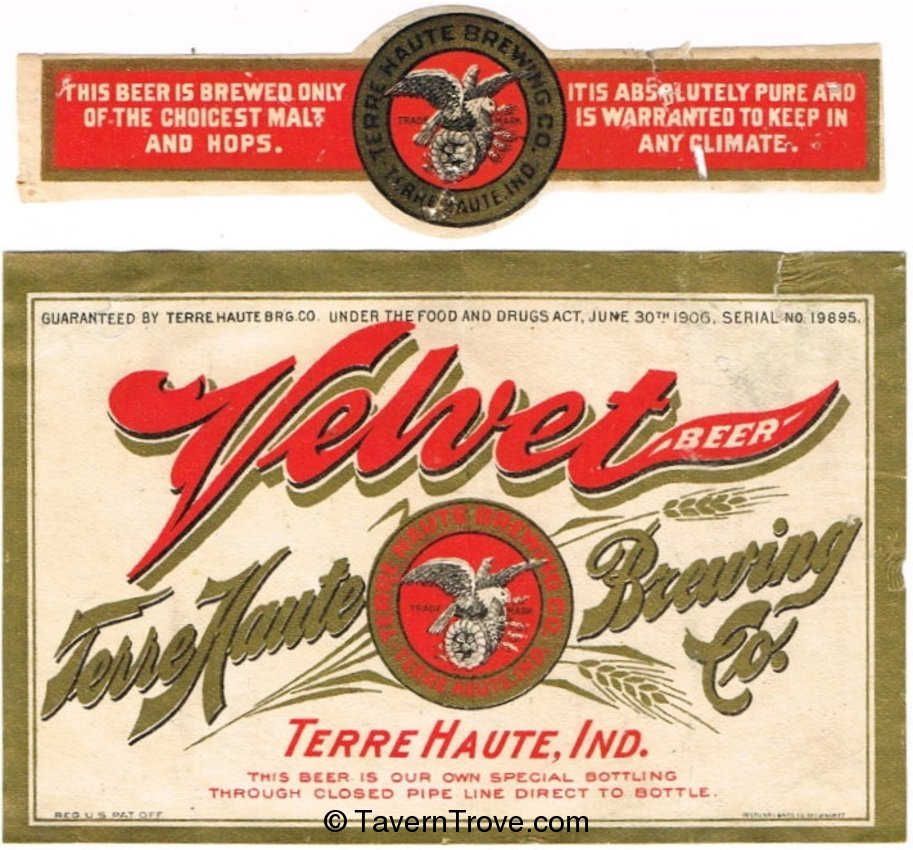 THIS BEER IS BREWED ONLY
OF THE CHOICEST MALT
AND HOPS.
TERRE HAUTE BREWING CO.
TERRE HAUTE, IND.
TRADE MARK
IT IS ABSOLUTELY PURE AND
IS WARRANTED TO KEEP IN
ANY CLIMATE.
GUARANTEED BY TERRE HAUTE BRG. CO. UNDER THE FOOD AND DRUGS ACT, JUNE 30TH 1906, SERIAL NO. 19695.
Velvet BEER
Terre Haute Brewing Co.
TERRE HAUTE BREWING CO.
TERRE HAUTE, IND.
TRADE MARK
TERRE HAUTE, IND.
THIS BEER IS OUR OWN SPECIAL BOTTLING
THROUGH CLOSED PIPE LINE DIRECT TO BOTTLE.
REG. U.S. PAT. OFF.
© TavernTrove.com